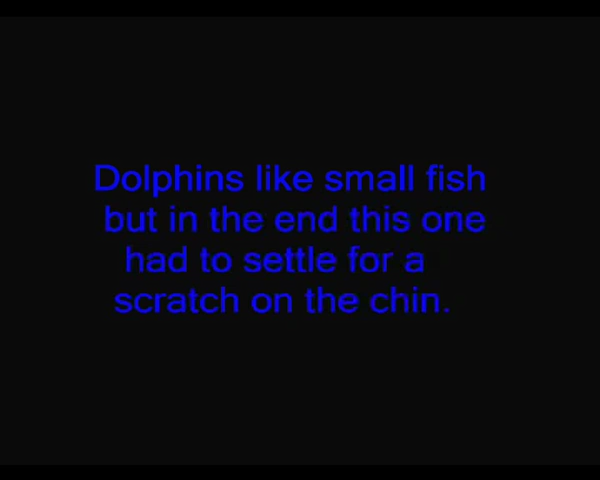 Dolphins like small fish
but in the end this one
had to settle for a
scratch on the chin.